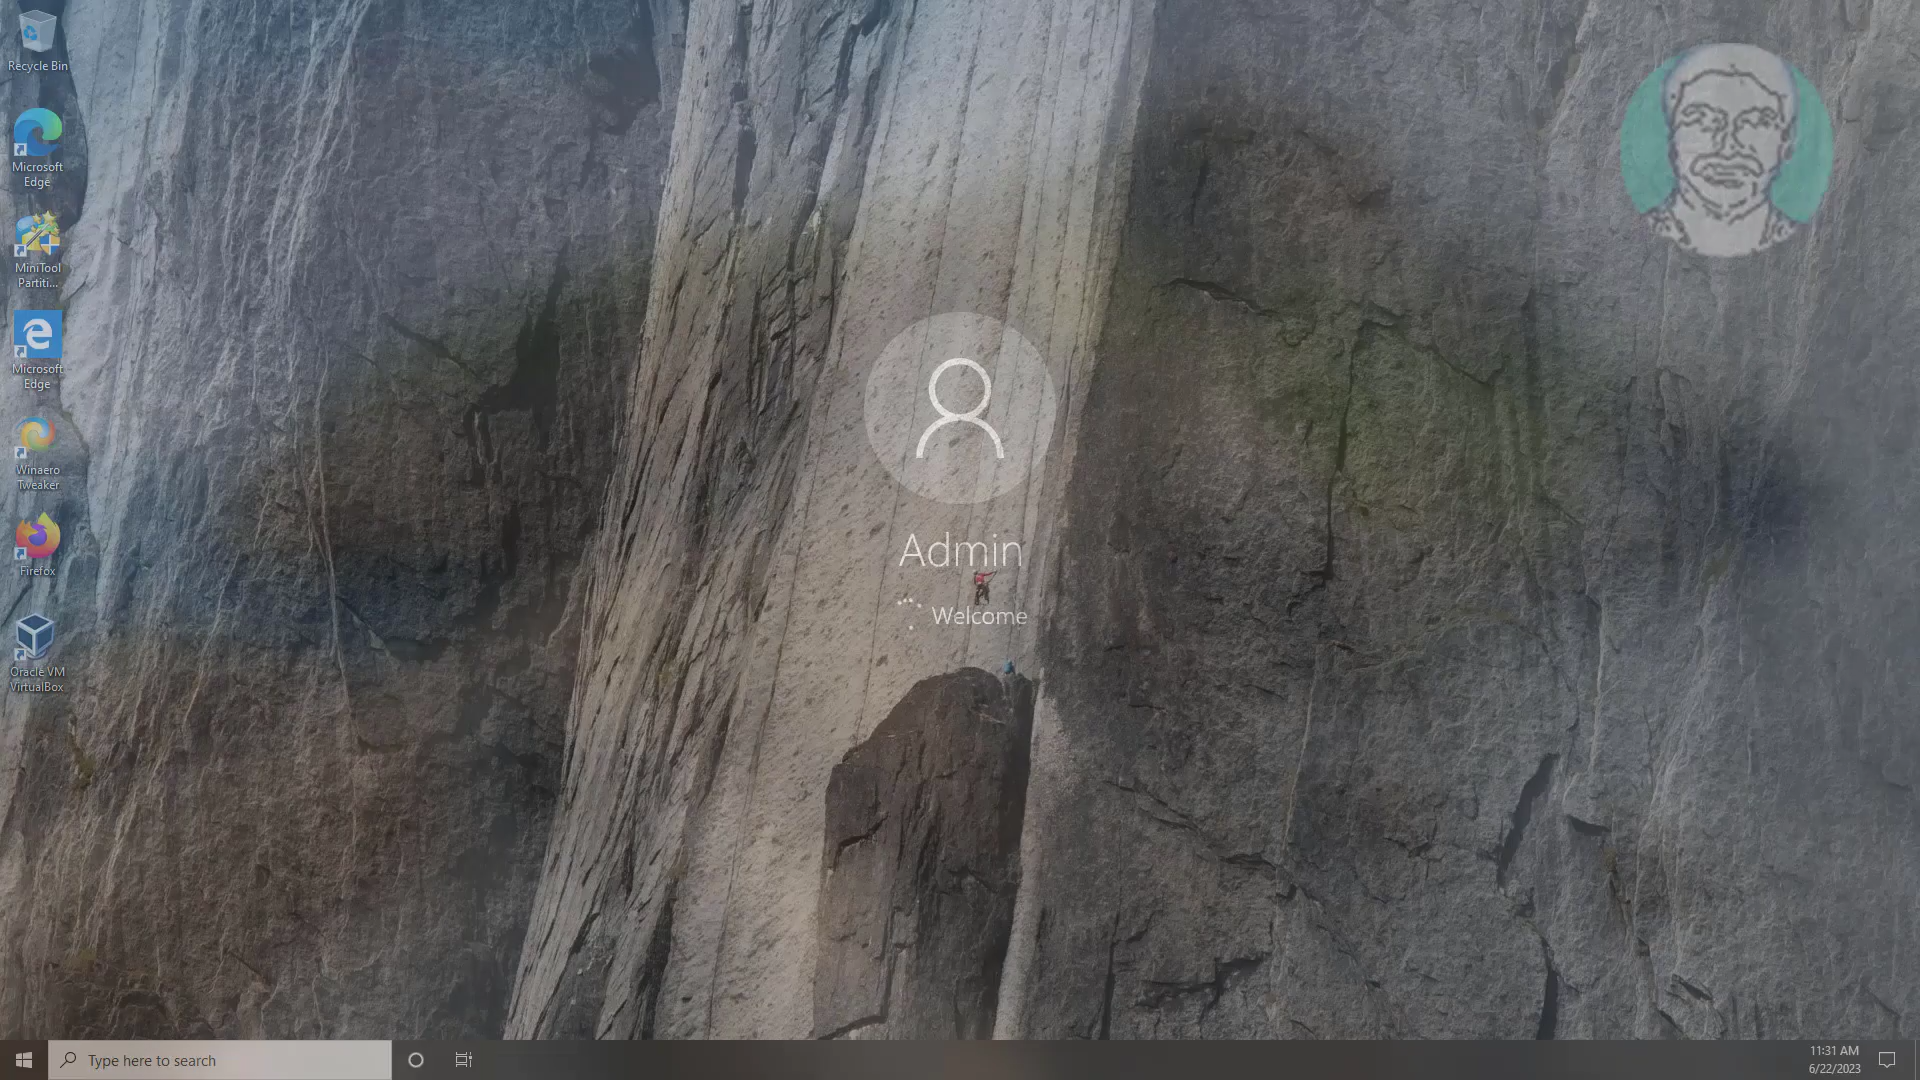 Recycle Bin
Microsoft
Edge
MiniTool
Partiti...
Microsoft
Edge
Winaero
Tweaker
Firefox
Oracle VM
VirtualBox
Admin
Welcome
Type here to search
11:31 AM
6/22/2023